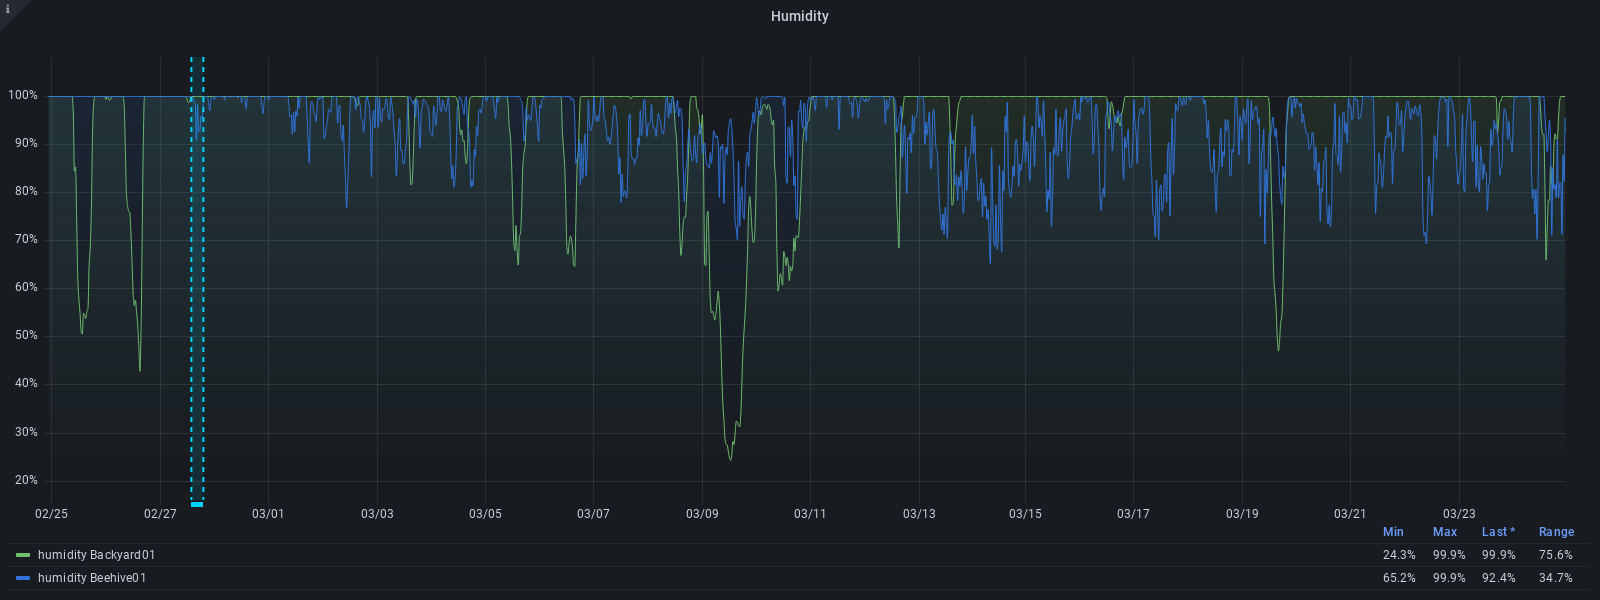 i
Humidity
100%
90%
80%
70%
60%
50%
40%
30%
20%
02/25 02/27 03/01 03/03 03/05 03/07 03/09 03/11 03/13 03/15 03/17 03/19 03/21 03/23
Min Max Last * Range
humidity Backyard01 24.3% 99.9% 99.9% 75.6%
humidity Beehive01 65.2% 99.9% 92.4% 34.7%